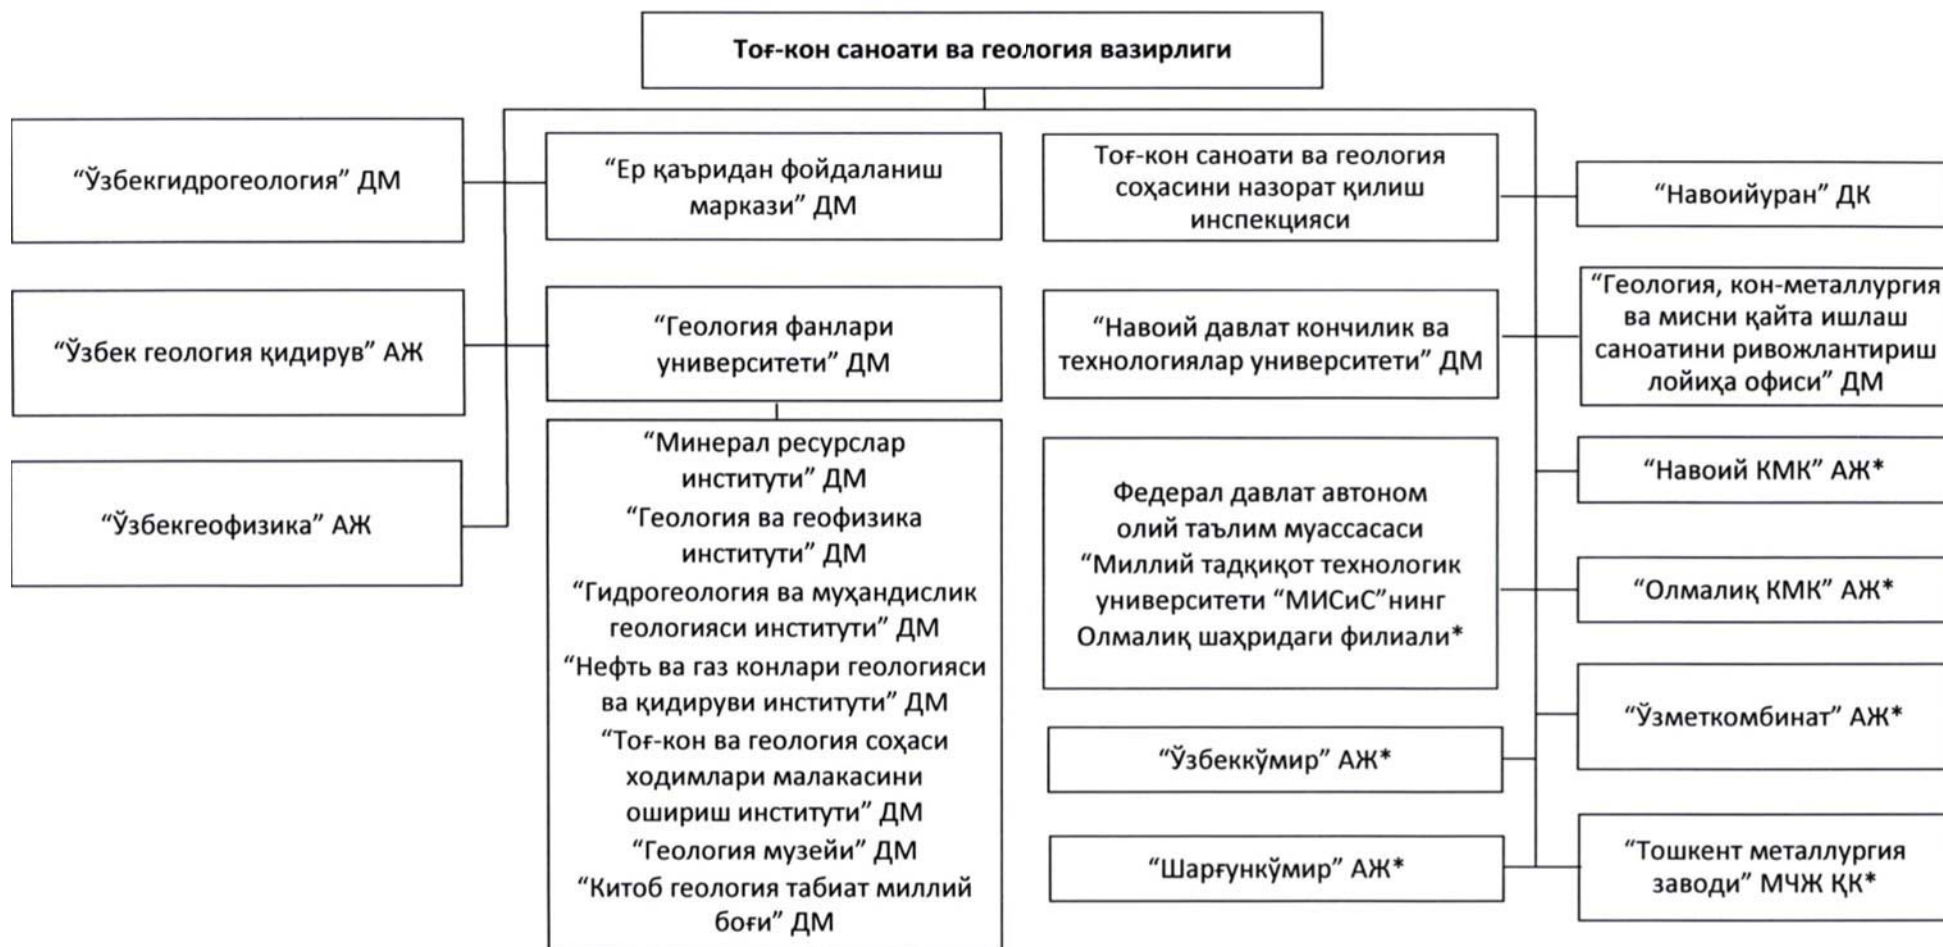 Тоғ-кон саноати ва геология вазирлиги
“Ўзбекгидрогеология” ДМ
“Ўзбек геология қидирув” АЖ
“Ўзбекгеофизика” АЖ
“Ер қаъридан фойдаланиш
маркази” ДМ
“Геология фанлари
университети” ДМ
“Минерал ресурслар
институти” ДМ
“Геология ва геофизика
институти” ДМ
“Гидрогеология ва муҳандислик
геологияси институти” ДМ
“Нефть ва газ конлари геологияси
ва қидируви институти” ДМ
“Тоғ-кон ва геология соҳаси
ходимлари малакасини
ошириш институти” ДМ
“Геология музейи” ДМ
“Китоб геология табиат миллий
боғи” ДМ
Тоғ-кон саноати ва геология
соҳасини назорат қилиш
инспекцияси
“Навоий давлат кончилик ва
технологиялар университети” ДМ
Федерал давлат автоном
олий таълим муассасаси
“Миллий тадқиқот технологик
университети “МИСиС”нинг
Олмалиқ шаҳридаги филиали*
“Ўзбеккўмир” АЖ*
“Шарғункўмир” АЖ*
“Навоийуран” ДК
“Геология, кон-металлургия
ва мисни қайта ишлаш
саноатини ривожлантириш
лойиҳа офиси” ДМ
“Навоий КМК” АЖ*
“Олмалиқ КМК” АЖ*
“Ўзметкомбинат” АЖ*
“Тошкент металлургия
заводи” МЧЖ ҚК*